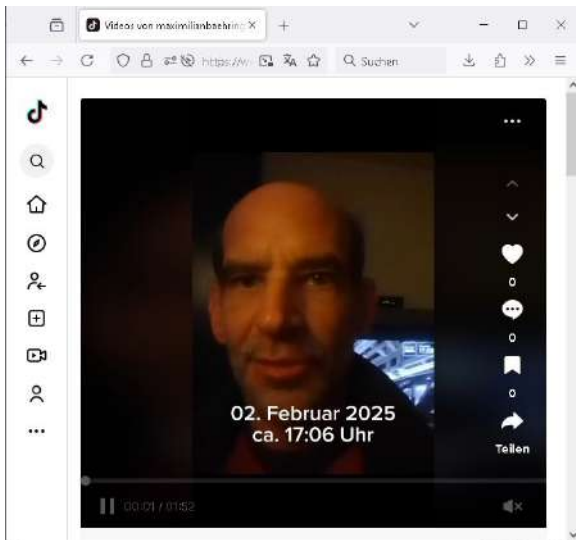 Videos von maximilianbaehring
https://w
Suchen
02. Februar 2025
ca. 17:06 Uhr
0
0
0
Teilen
00:01 / 01:52